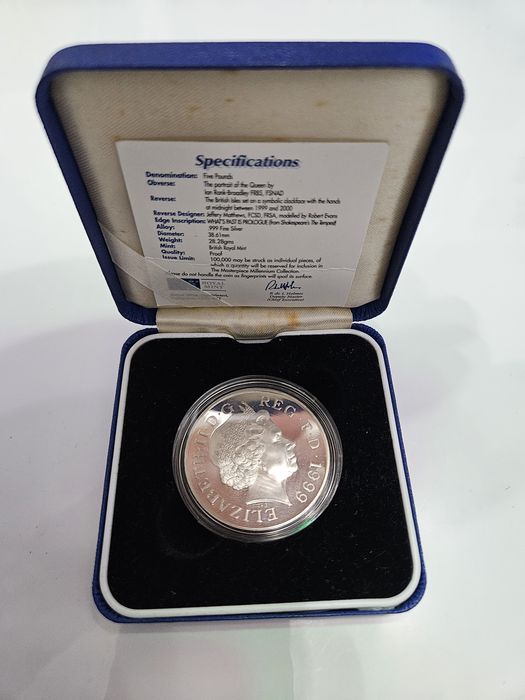 Specifications
Denomination: Five Pounds
Obverse: The portrait of the Queen by
Ian Rank-Broadley FRBS, FSNAD
Reverse: The British Isles set on a symbolic clockface with the hands
at midnight between 1999 and 2000
Reverse Designer: Jeffery Matthews, FCSD, FRSA, modelled by Robert Evans
Edge Inscription: WHAT'S PAST IS PROLOGUE (from Shakespeare's The Tempest)
Alloy: .999 Fine Silver
Diameter: 38.61mm
Weight: 28.28gms
Mint: British Royal Mint
Quality: Proof
Issue Limit: 100,000 may be struck as individual pieces, of
which a quantity will be reserved for inclusion in
The Masterpiece Millennium Collection.
Please do not handle the coin as fingerprints will spoil its surface.
ROYAL
MINT
Deputy Master
ELIZABETH·II·D·G REG·F·D·1999